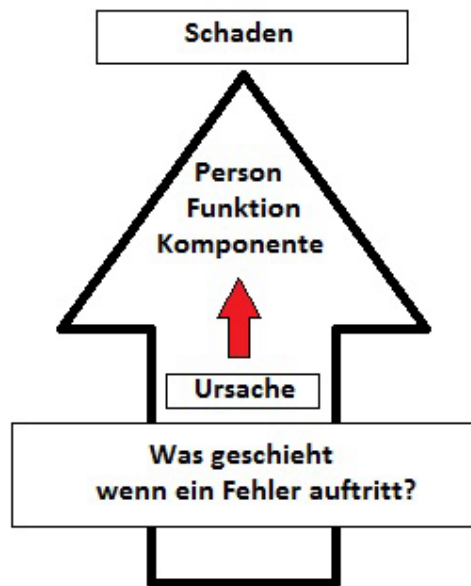 Schaden
Person
Funktion
Komponente
Ursache
Was geschieht
wenn ein Fehler auftritt?